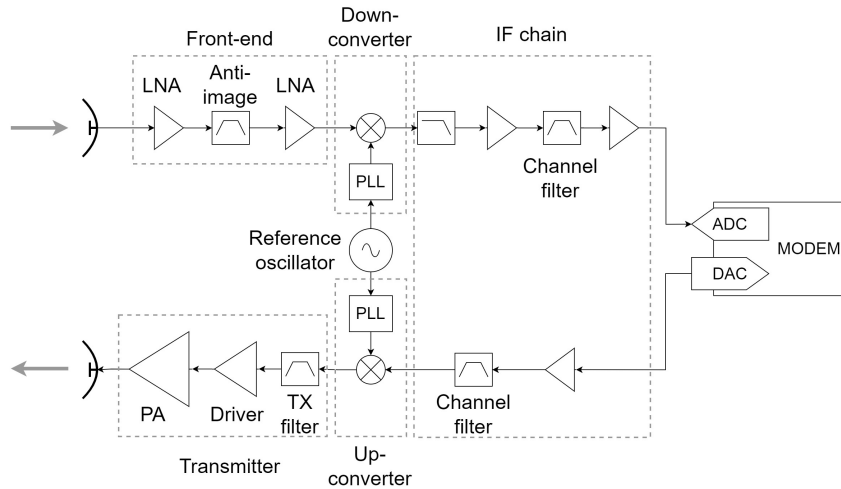 Down-
converter
Front-end
IF chain
LNA
Anti-
image
LNA
Channel
filter
PLL
ADC
MODEM
DAC
Reference
oscillator
PLL
PA
Driver
TX
filter
Channel
filter
Transmitter
Up-
converter